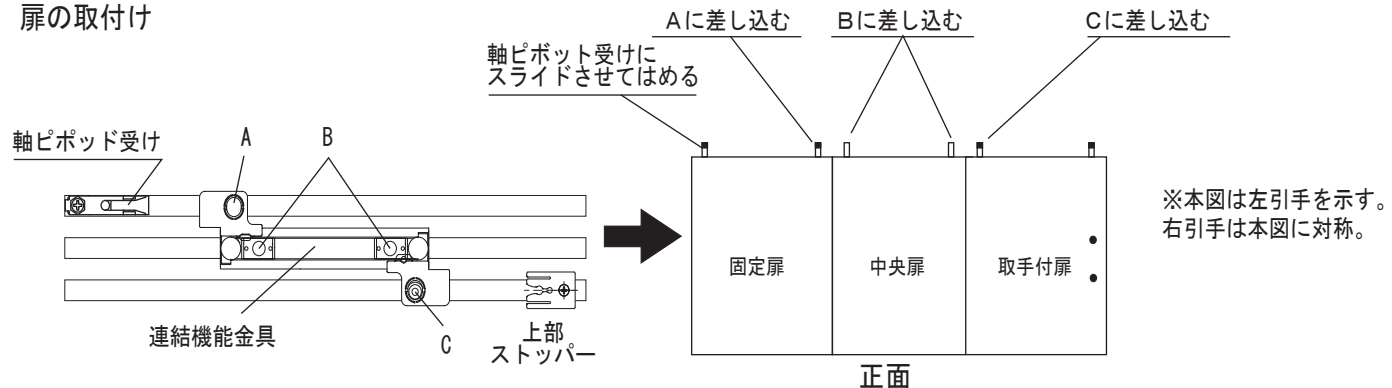 扉の取付け
Aに差し込む
Bに差し込む
Cに差し込む
軸ピボット受けに
スライドさせてはめる
軸ピポッド受け
A
B
※本図は左引手を示す。
右引手は本図に対称。
固定扉
中央扉
取手付扉
連結機能金具
C
上部
ストッパー
正面